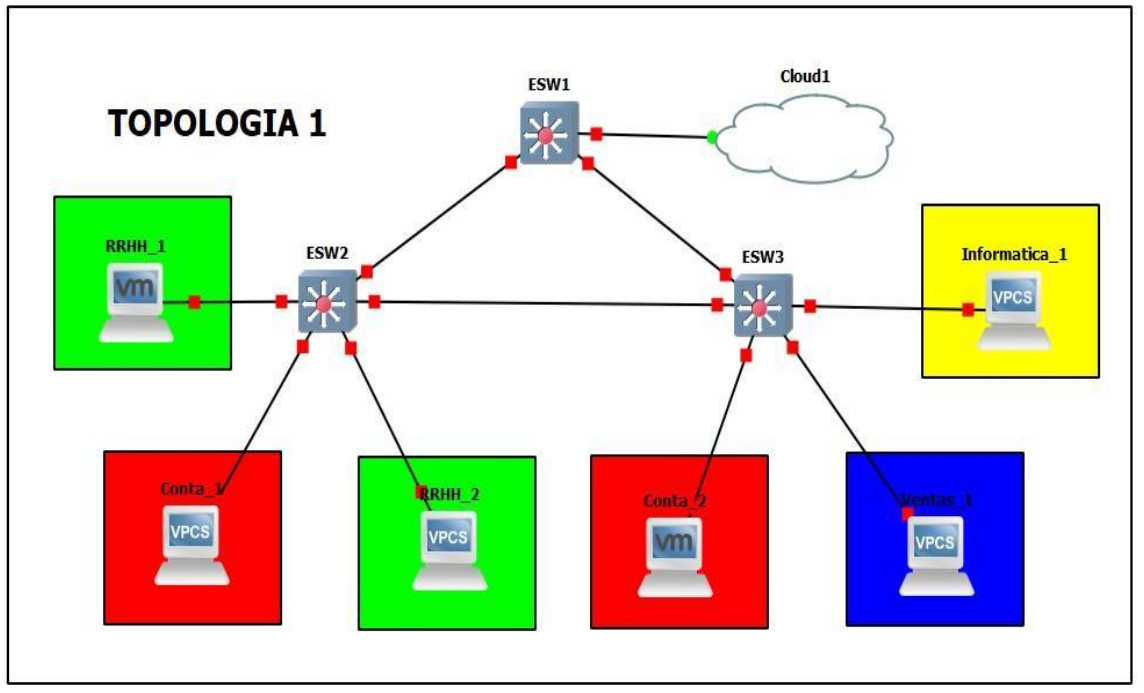 ESW1
Cloud1
TOPOLOGIA 1
RRHH_1
vm
ESW2
ESW3
Informatica_1
VPCS
Conta_1
VPCS
RRHH_2
VPCS
Conta_2
vm
Ventas_1
VPCS